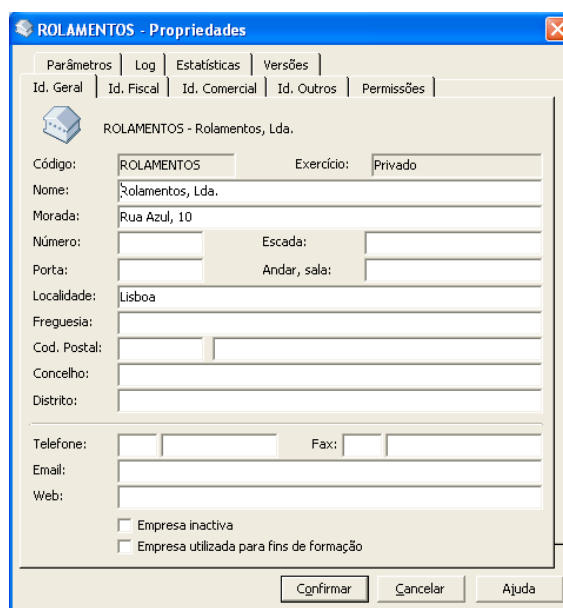 ROLAMENTOS - Propriedades
Parâmetros Log Estatísticas Versões
Id. Geral Id. Fiscal Id. Comercial Id. Outros Permissões
ROLAMENTOS - Rolamentos, Lda.
Código: ROLAMENTOS Exercício: Privado
Nome: Rolamentos, Lda.
Morada: Rua Azul, 10
Número: Escada:
Porta: Andar, sala:
Localidade: Lisboa
Freguesia:
Cod. Postal:
Concelho:
Distrito:
Telefone: Fax:
Email:
Web:
Empresa inactiva
Empresa utilizada para fins de formação
Confirmar Cancelar Ajuda